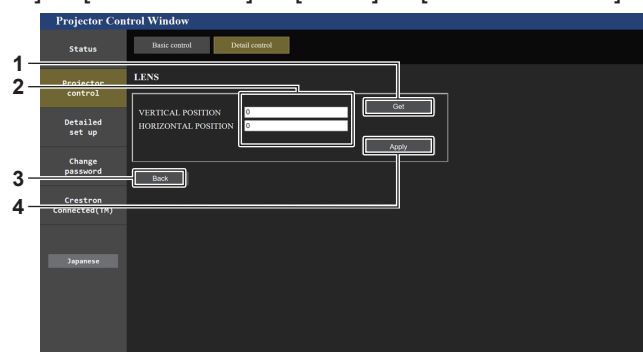 Projector Control Window
Status
Basic control
Detail control
1
2
LENS
Projector
control
VERTICAL POSITION
0
Get
HORIZONTAL POSITION
0
Detailed
set up
Apply
Change
password
3
Back
4
Crestron
Connected(TM)
Japanese